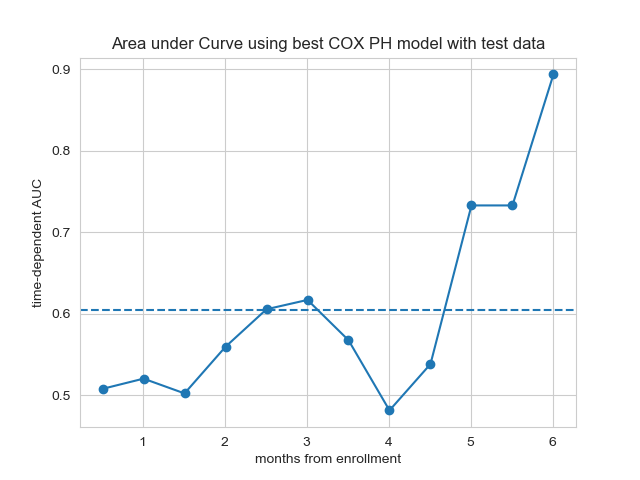 Area under Curve using best COX PH model with test data
time-dependent AUC
0.9
0.8
0.7
0.6
0.5
1 2 3 4 5 6
months from enrollment